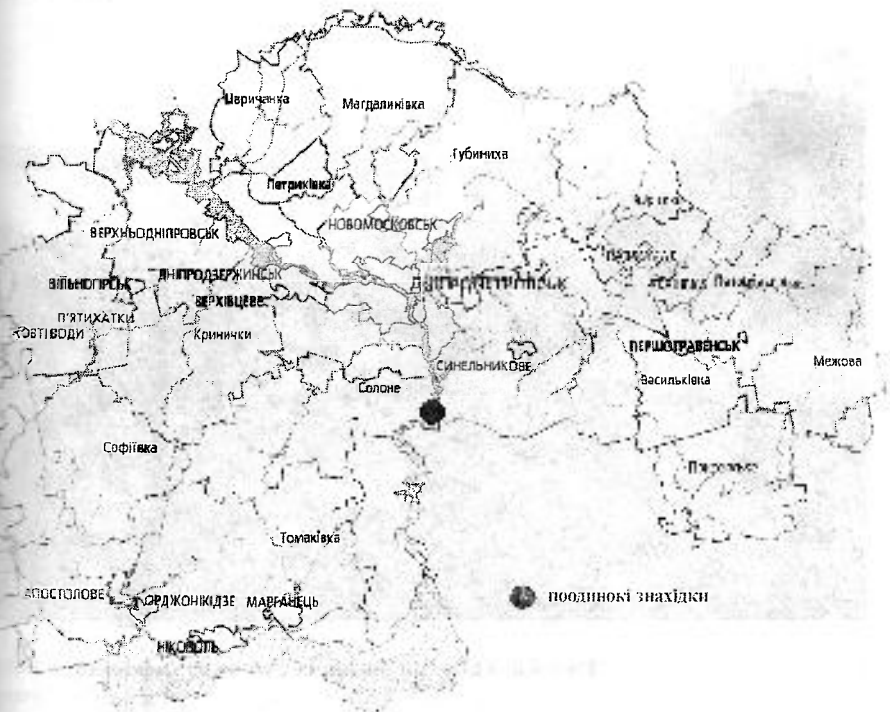 Царичанка
Магдалинівка
Губиниха
Петриківка
НОВОМОСКОВСЬК
ВЕРХНЬОДНІПРОВСЬК
ДНІПРОДЗЕРЖИНСЬК
ВІЛЬНОГІРСЬК
ВЕРХІВЦЕВЕ
П'ЯТИХАТКИ
ЖОВТІ ВОДИ
Кринички
ПЕРШОТРАВЕНСЬК
СИНЕЛЬНИКОВЕ
Межова
Васильківка
Солоне
Софіївка
Покровське
Томаківка
АПОСТОЛОВЕ
ОРДЖОНІКІДЗЕ
МАРГАНЕЦЬ
поодинокі знахідки
НІКОПОЛЬ